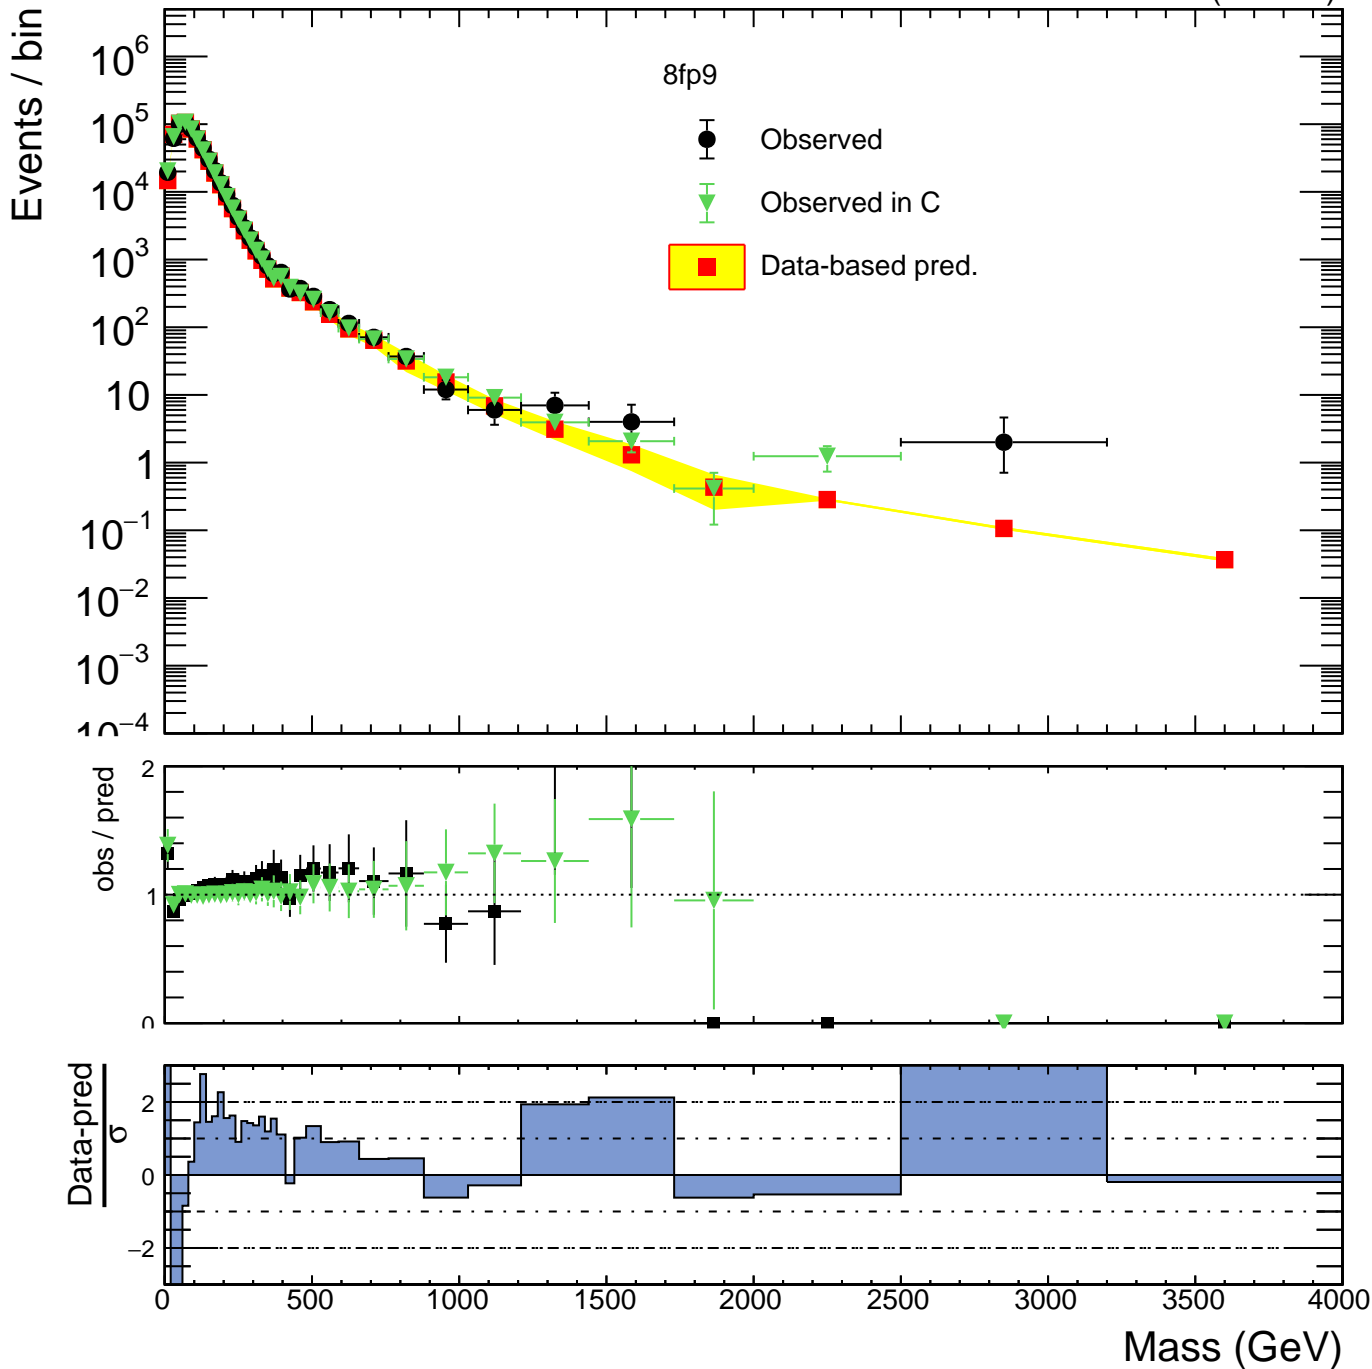 Events / bin
10^6
10^5
10^4
10^3
10^2
10
1
10^−1
10^−2
10^−3
10^−4
8fp9
Observed
Observed in C
Data-based pred.
obs / pred
2
1
0
Data-pred
σ
2
0
−2
0 500 1000 1500 2000 2500 3000 3500 4000
Mass (GeV)